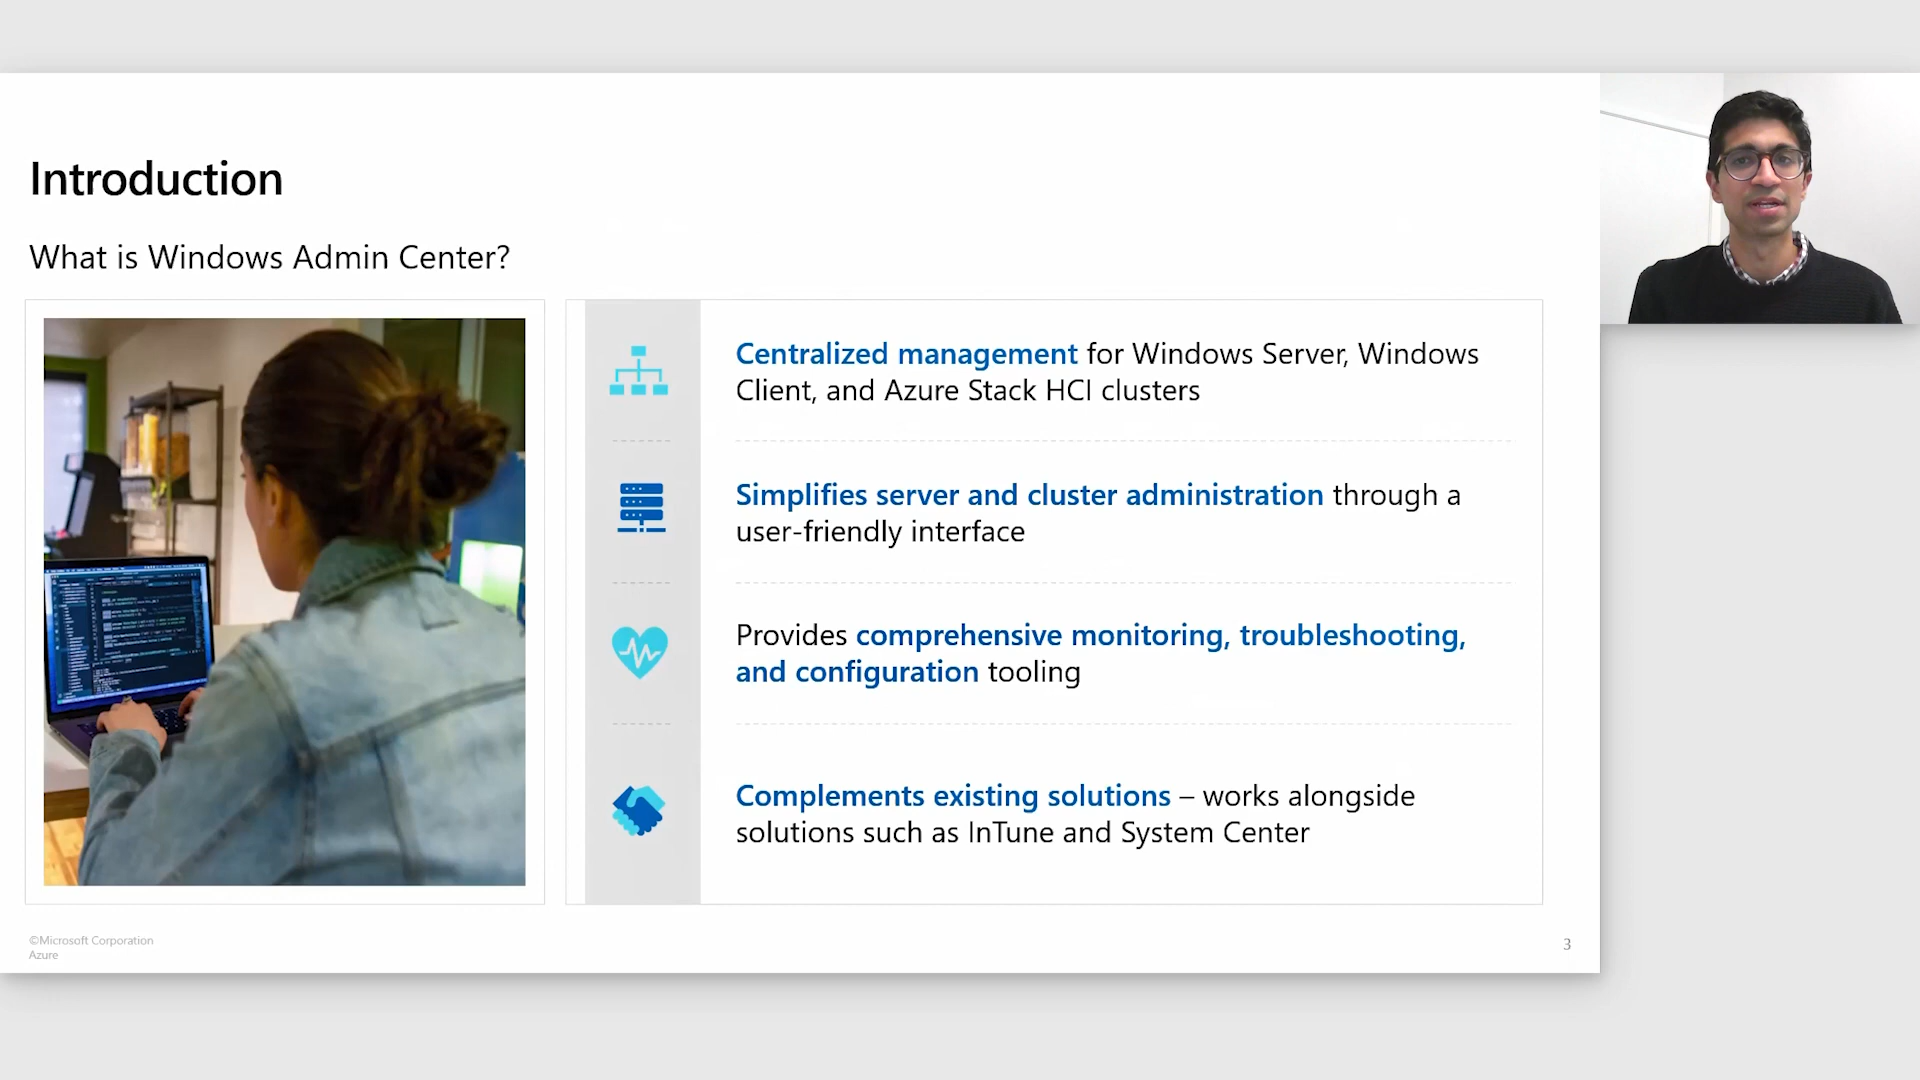 Introduction
What is Windows Admin Center?
Centralized management for Windows Server, Windows
Client, and Azure Stack HCI clusters
Simplifies server and cluster administration through a
user-friendly interface
Provides comprehensive monitoring, troubleshooting,
and configuration tooling
Complements existing solutions – works alongside
solutions such as InTune and System Center
©Microsoft Corporation
Azure
3